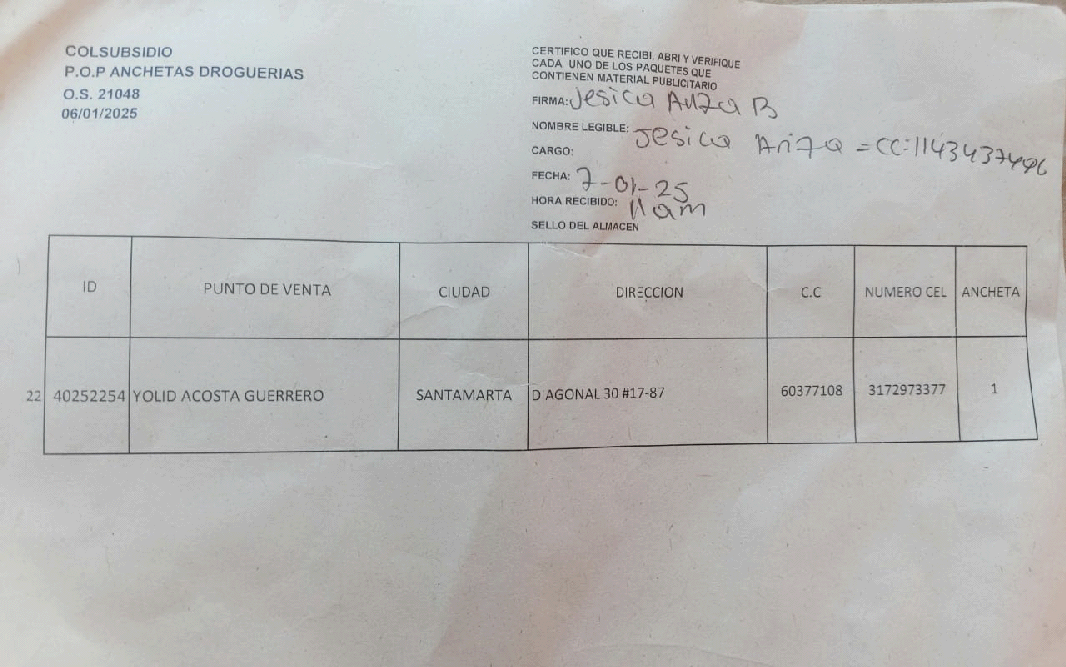 COLSUBSIDIO
P.O.P ANCHETAS DROGUERIAS
O.S. 21048
06/01/2025
CERTIFICO QUE RECIBI, ABRI Y VERIFIQUE
CADA UNO DE LOS PAQUETES QUE
CONTIENEN MATERIAL PUBLICITARIO
FIRMA: Jesica Ariza B
NOMBRE LEGIBLE: Jesica Ariza = CC: 1143437496
CARGO:
FECHA: 7-01-25
HORA RECIBIDO: 11am
SELLO DEL ALMACEN
ID PUNTO DE VENTA CIUDAD DIRECCION C.C NUMERO CEL ANCHETA
22 40252254 YOLID ACOSTA GUERRERO SANTAMARTA DIAGONAL 30 #17-87 60377108 3172973377 1